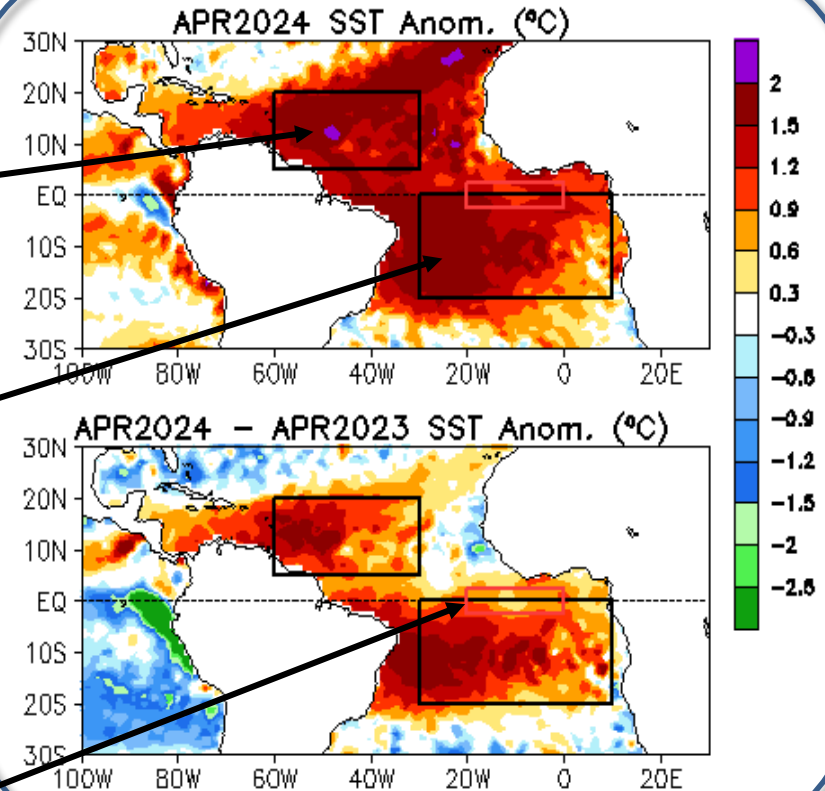 APR2024 SST Anom. (ºC)
30N
20N
10N
EQ
10S
20S
30S
100W 80W 60W 40W 20W 0 20E
APR2024 – APR2023 SST Anom. (ºC)
30N
20N
10N
EQ
10S
20S
30S
100W 80W 60W 40W 20W 0 20E
2
1.5
1.2
0.9
0.6
0.3
-0.3
-0.6
-0.9
-1.2
-1.5
-2
-2.5